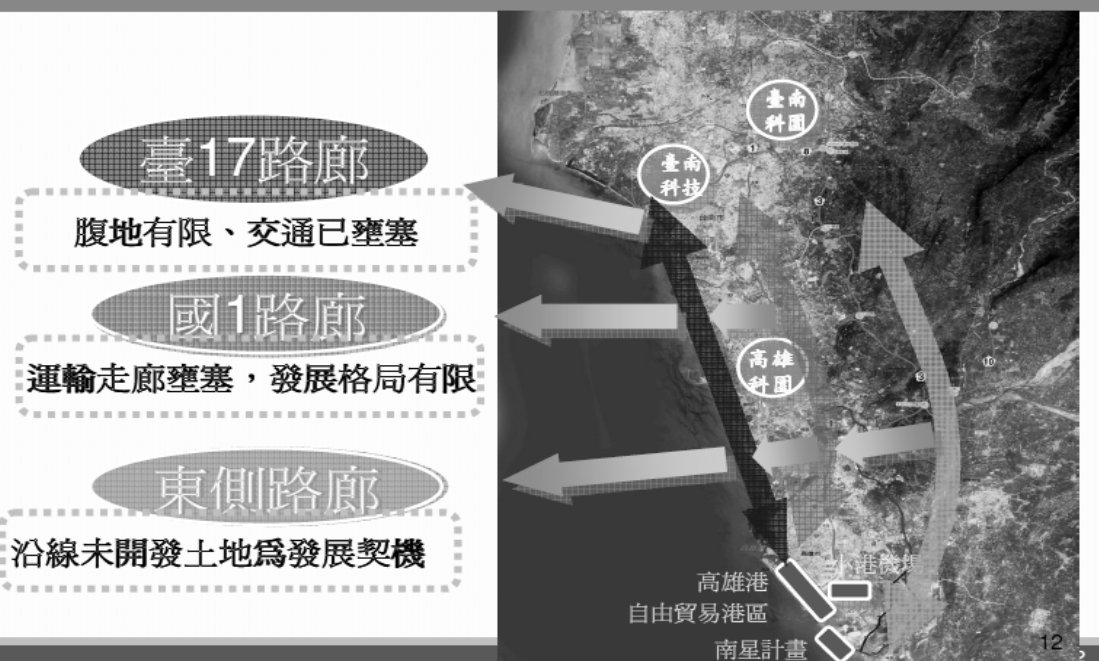 臺17路廊
腹地有限、交通已壅塞
國1路廊
運輸走廊壅塞，發展格局有限
東側路廊
沿線未開發土地為發展契機
臺南
科園
臺南
科技
高雄
科園
小港機場
高雄港
自由貿易港區
南星計畫
1
8
3
10
12